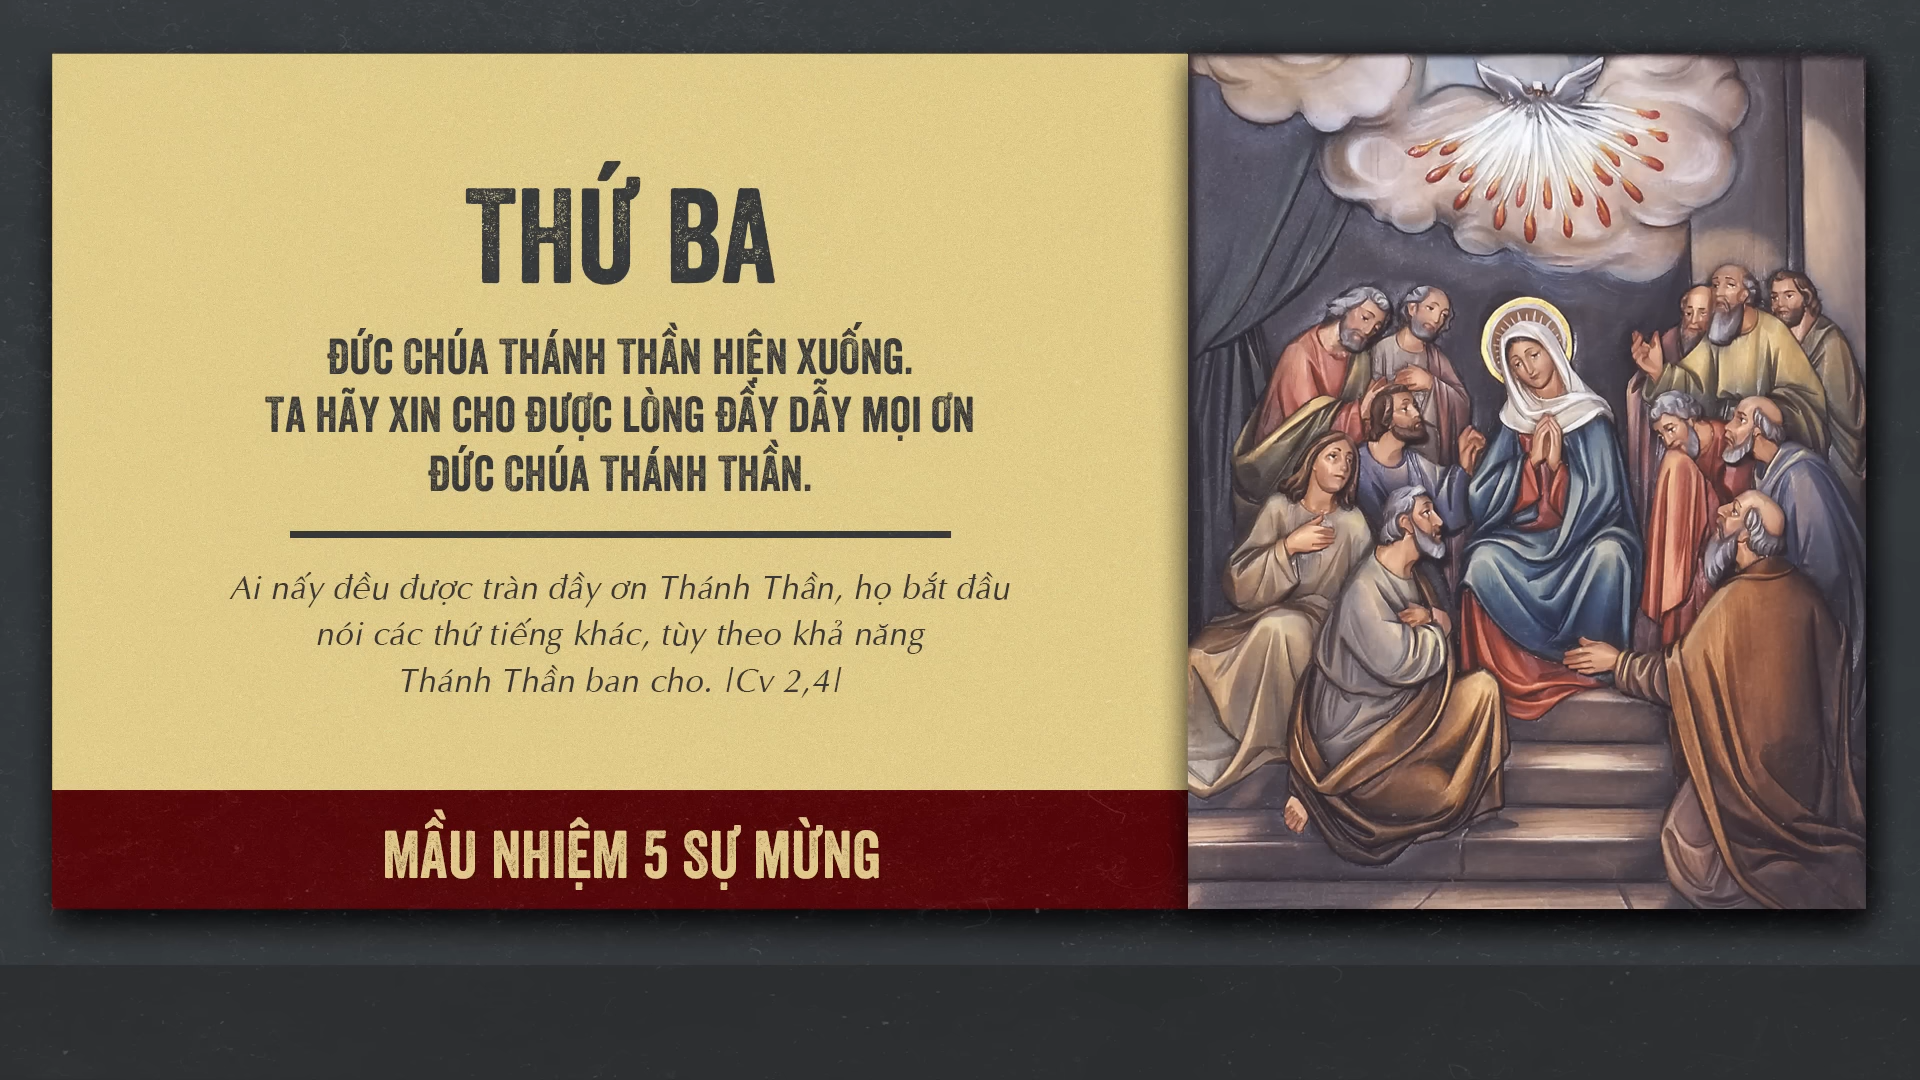 THỨ BA
ĐỨC CHÚA THÁNH THẦN HIỆN XUỐNG.
TA HÃY XIN CHO ĐƯỢC LÒNG ĐẦY DẪY MỌI ƠN
ĐỨC CHÚA THÁNH THẦN.
Ai nấy đều được tràn đầy ơn Thánh Thần, họ bắt đầu
nói các thứ tiếng khác, tùy theo khả năng
Thánh Thần ban cho. |Cv 2,4|
MẦU NHIỆM 5 SỰ MỪNG